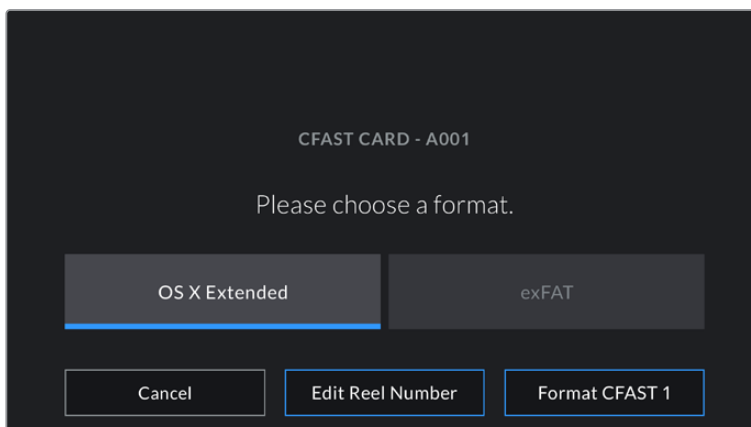 CFAST CARD - A001
Please choose a format.
OS X Extended exFAT
Cancel Edit Reel Number Format CFAST 1